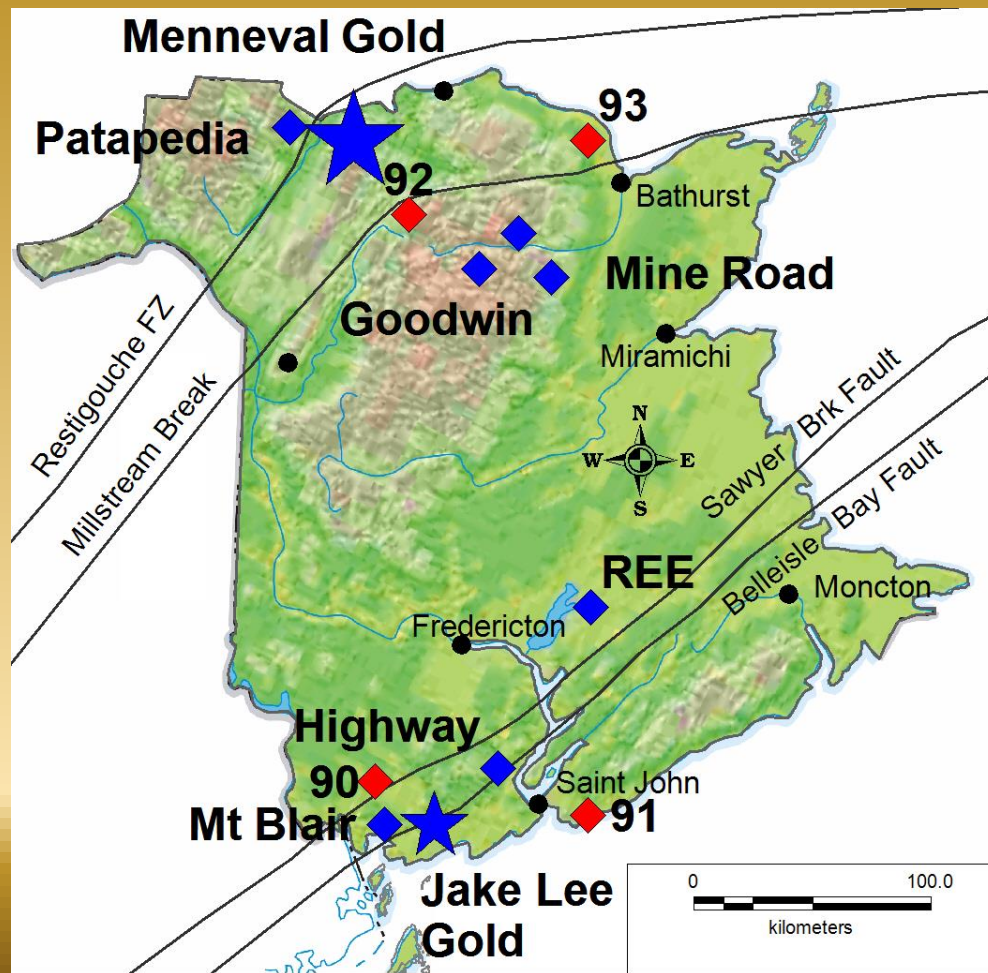 Menneval Gold
Patapedia
93
92
Bathurst
Mine Road
Goodwin
Miramichi
Restigouche FZ
Millstream Break
N
W E
S
Sawyer Brk Fault
Belleisle Bay Fault
REE
Moncton
Fredericton
Highway
90
Saint John
91
Mt Blair
Jake Lee
Gold
0 100.0
kilometers